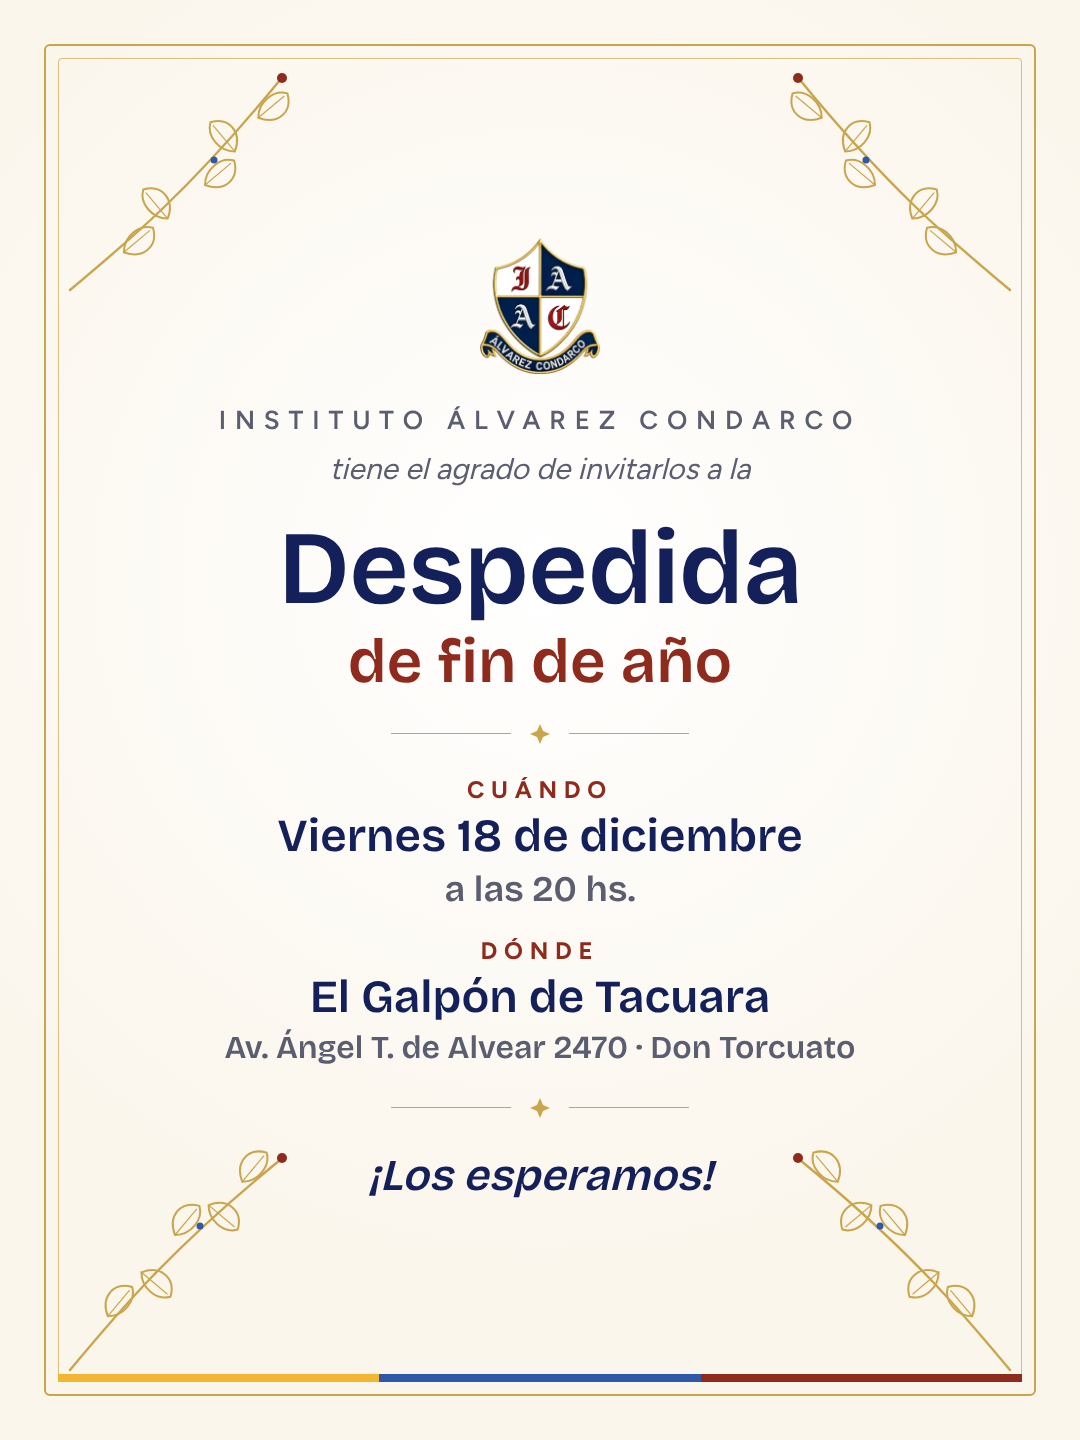 I A
A C
ÁLVAREZ CONDARCO
INSTITUTO ÁLVAREZ CONDARCO
tiene el agrado de invitarlos a la
Despedida
de fin de año
CUÁNDO
Viernes 18 de diciembre
a las 20 hs.
DÓNDE
El Galpón de Tacuara
Av. Ángel T. de Alvear 2470 · Don Torcuato
¡Los esperamos!